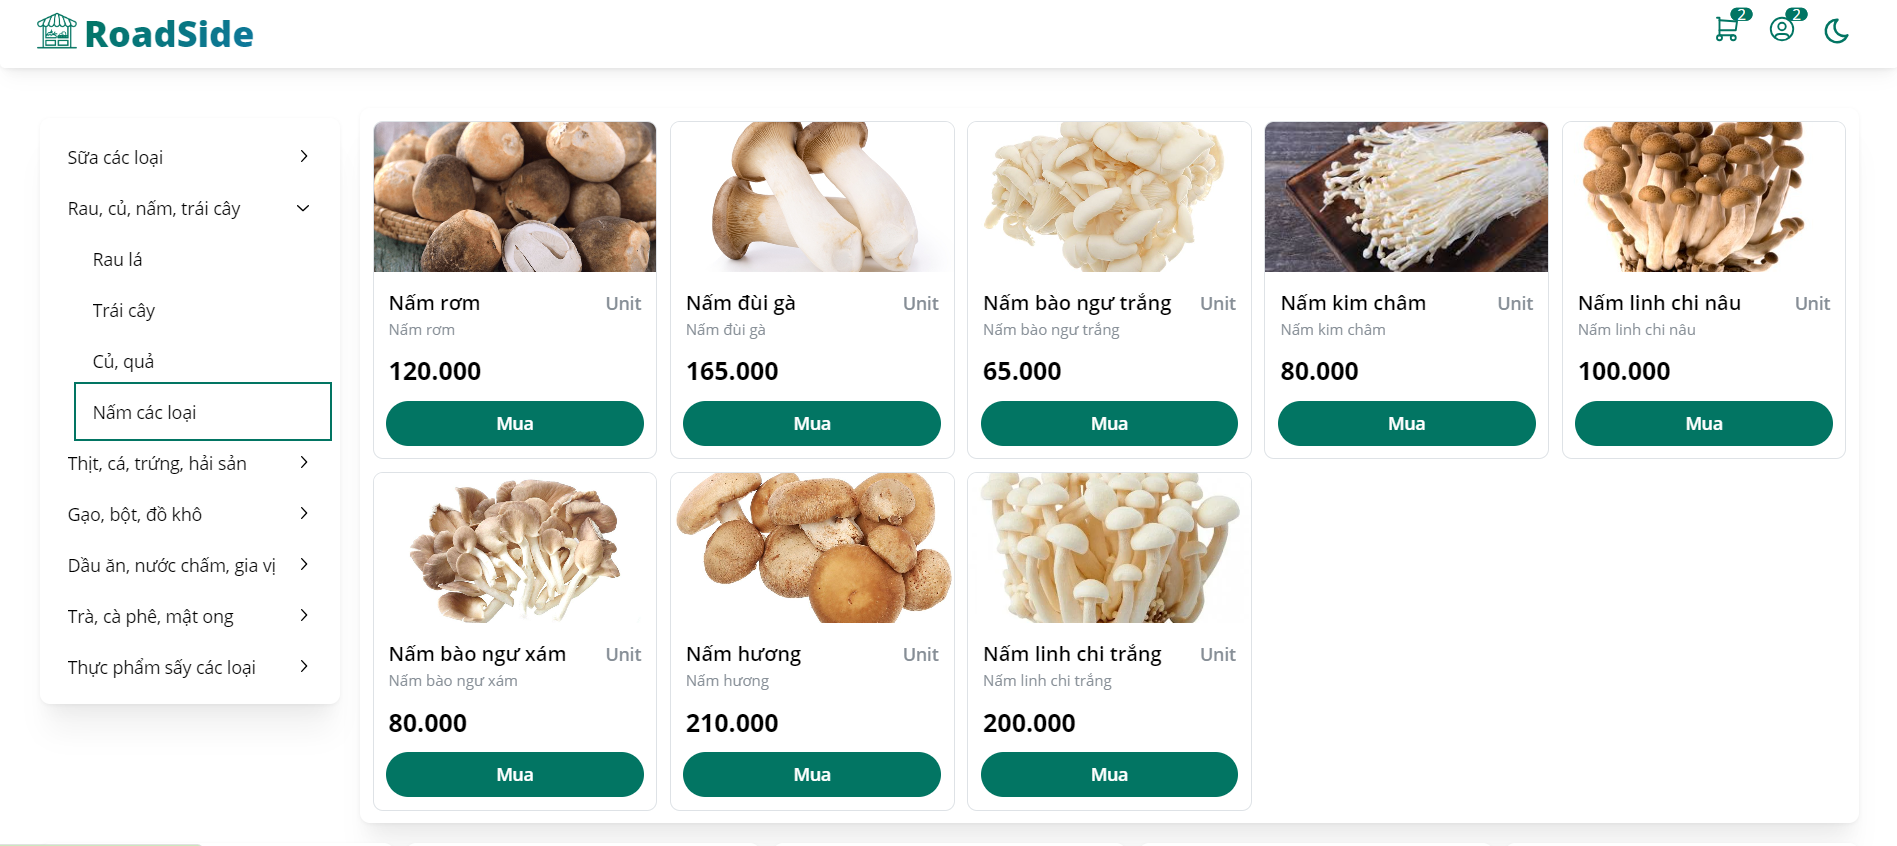 RoadSide
2
2
Sữa các loại
Rau, củ, nấm, trái cây
Rau lá
Trái cây
Củ, quả
Nấm các loại
Thịt, cá, trứng, hải sản
Gạo, bột, đồ khô
Dầu ăn, nước chấm, gia vị
Trà, cà phê, mật ong
Thực phẩm sấy các loại
Nấm rơm Unit
Nấm rơm
120.000
Mua
Nấm đùi gà Unit
Nấm đùi gà
165.000
Mua
Nấm bào ngư trắng Unit
Nấm bào ngư trắng
65.000
Mua
Nấm kim châm Unit
Nấm kim châm
80.000
Mua
Nấm linh chi nâu Unit
Nấm linh chi nâu
100.000
Mua
Nấm bào ngư xám Unit
Nấm bào ngư xám
80.000
Mua
Nấm hương Unit
Nấm hương
210.000
Mua
Nấm linh chi trắng Unit
Nấm linh chi trắng
200.000
Mua